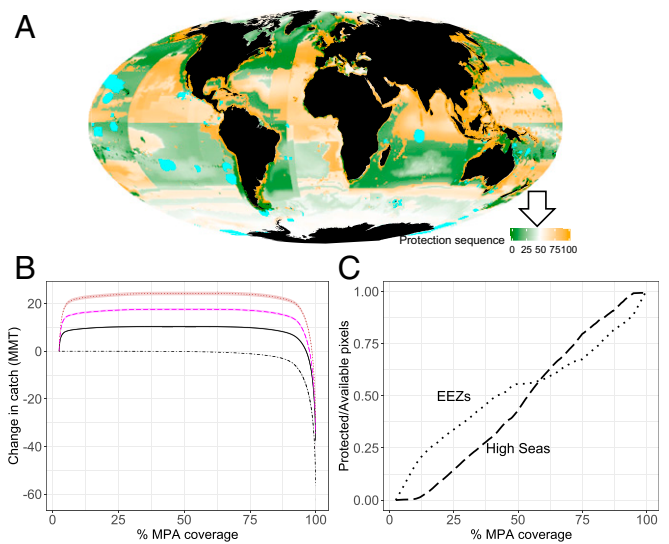 A
Protection sequence
0 25 50 75100
B
C
Change in catch (MMT)
20
0
-20
-40
-60
0 25 50 75 100
% MPA coverage
Protected/Available pixels
1.00
0.75
0.50
0.25
0.00
EEZs
High Seas
0 25 50 75 100
% MPA coverage